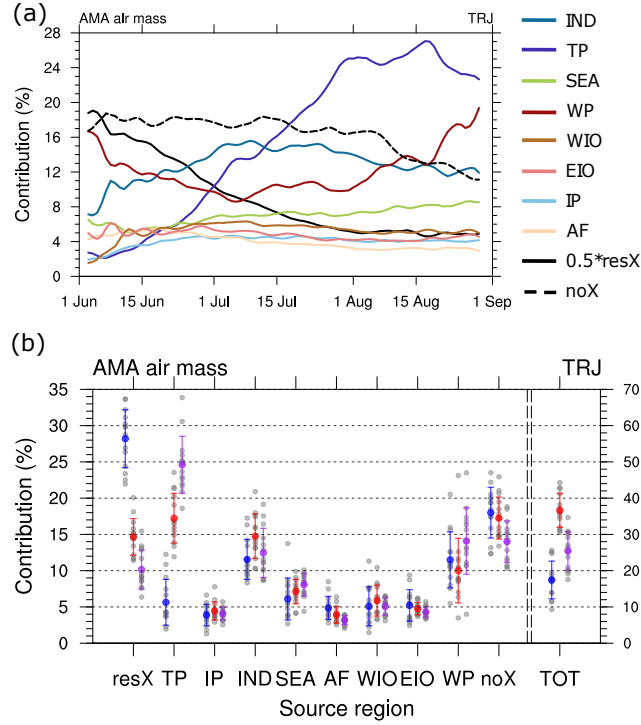 (a)
AMA air mass
TRJ
28
24
20
16
12
8
4
0
Contribution (%)
1 Jun
15 Jun
1 Jul
15 Jul
1 Aug
15 Aug
1 Sep
IND
TP
SEA
WP
WIO
EIO
IP
AF
0.5*resX
noX
(b)
AMA air mass
TRJ
35
30
25
20
15
10
5
0
Contribution (%)
70
60
50
40
30
20
10
0
resX TP IP IND SEA AF WIO EIO WP noX TOT
Source region